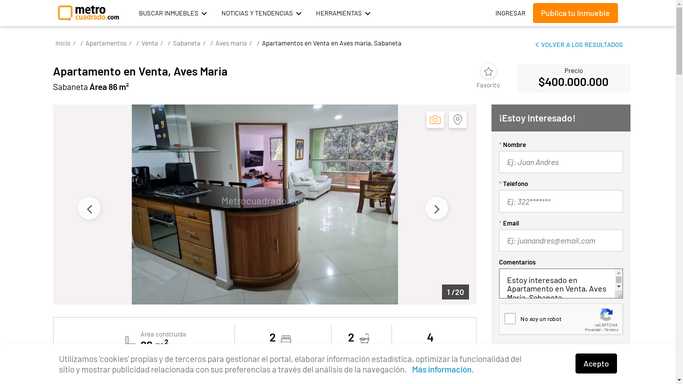 metro
cuadrado.com
BUSCAR INMUEBLES
NOTICIAS Y TENDENCIAS
HERRAMIENTAS
INGRESAR
Publica tu Inmueble
Inicio / Apartamentos / Venta / Sabaneta / Aves maria / Apartamentos en Venta en Aves maria, Sabaneta
VOLVER A LOS RESULTADOS
Apartamento en Venta, Aves Maria
Sabaneta Área 86 m²
Favorito
Precio
$400.000.000
Metrocuadrado.com
1 / 20
¡Estoy Interesado!
* Nombre
Ej: Juan Andres
* Teléfono
Ej: 322*******
* Email
Ej: juanandres@email.com
Comentarios
Estoy interesado en
Apartamento en Venta, Aves
Maria, Sabaneta
No soy un robot
reCAPTCHA
Privacidad - Términos
Área construida
2
2
4
Utilizamos 'cookies' propias y de terceros para gestionar el portal, elaborar información estadística, optimizar la funcionalidad del
sitio y mostrar publicidad relacionada con sus preferencias a través del análisis de la navegación. Más información.
Acepto